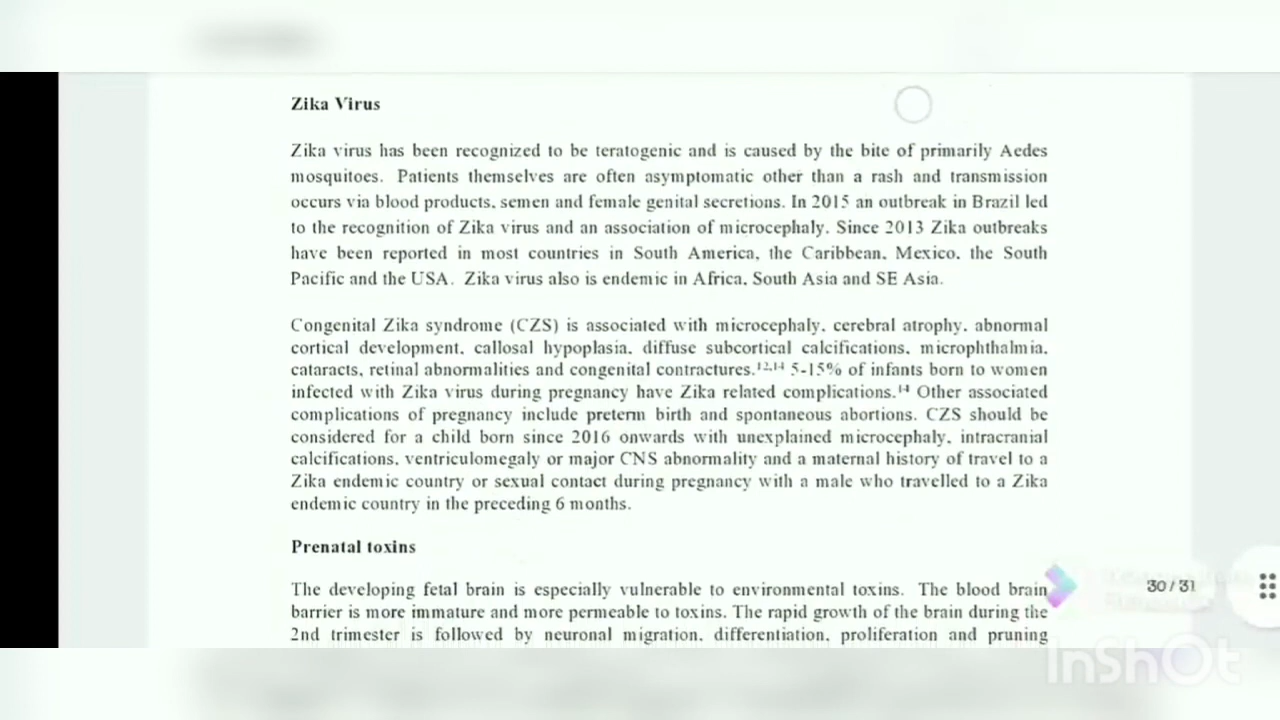 Zika Virus
Zika virus has been recognized to be teratogenic and is caused by the bite of primarily Aedes
mosquitoes. Patients themselves are often asymptomatic other than a rash and transmission
occurs via blood products, semen and female genital secretions. In 2015 an outbreak in Brazil led
to the recognition of Zika virus and an association of microcephaly. Since 2013 Zika outbreaks
have been reported in most countries in South America, the Caribbean, Mexico, the South
Pacific and the USA. Zika virus also is endemic in Africa, South Asia and SE Asia.
Congenital Zika syndrome (CZS) is associated with microcephaly, cerebral atrophy, abnormal
cortical development, callosal hypoplasia, diffuse subcortical calcifications, microphthalmia,
cataracts, retinal abnormalities and congenital contractures.¹²,¹⁴ 5-15% of infants born to women
infected with Zika virus during pregnancy have Zika related complications.¹⁴ Other associated
complications of pregnancy include preterm birth and spontaneous abortions. CZS should be
considered for a child born since 2016 onwards with unexplained microcephaly, intracranial
calcifications, ventriculomegaly or major CNS abnormality and a maternal history of travel to a
Zika endemic country or sexual contact during pregnancy with a male who travelled to a Zika
endemic country in the preceding 6 months.
Prenatal toxins
The developing fetal brain is especially vulnerable to environmental toxins. The blood brain
barrier is more immature and more permeable to toxins. The rapid growth of the brain during the
2nd trimester is followed by neuronal migration, differentiation, proliferation and pruning
30 / 31
InShOt